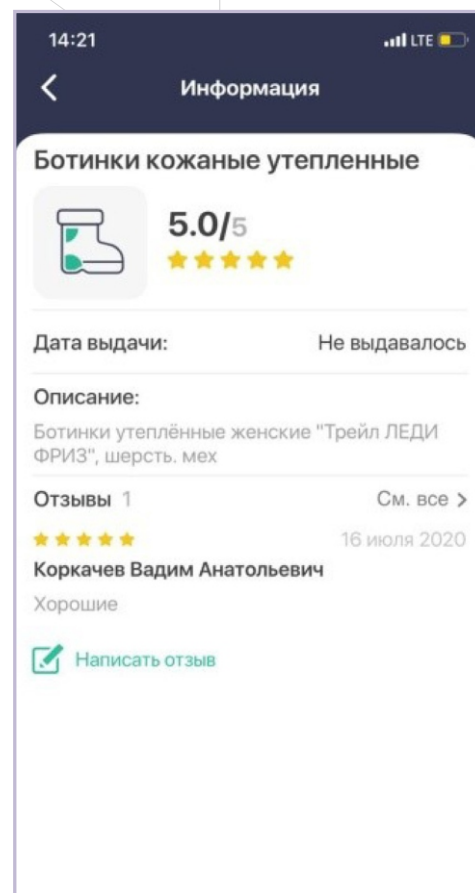 14:21
LTE
Информация
Ботинки кожаные утепленные
5.0/5
Дата выдачи: Не выдавалось
Описание:
Ботинки утеплённые женские "Трейл ЛЕДИ
ФРИЗ", шерсть. мех
Отзывы 1 См. все >
16 июля 2020
Коркачев Вадим Анатольевич
Хорошие
Написать отзыв